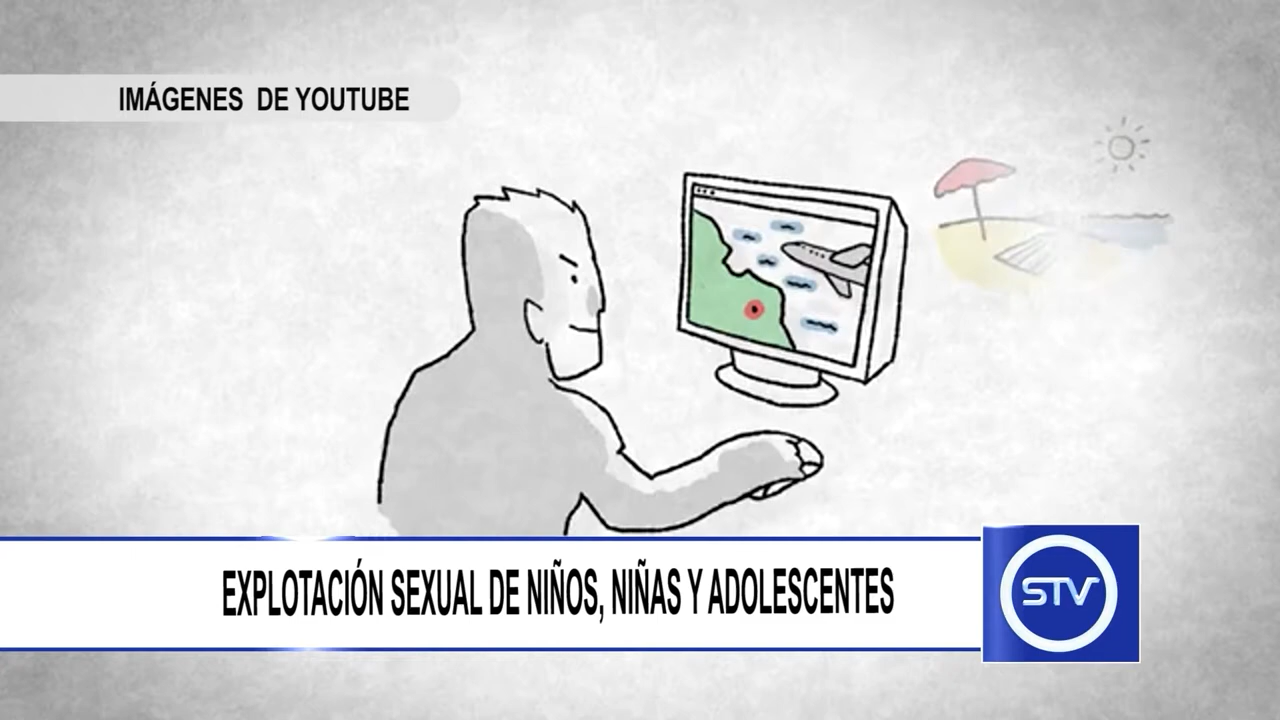 IMÁGENES DE YOUTUBE
EXPLOTACIÓN SEXUAL DE NIÑOS, NIÑAS Y ADOLESCENTES
STV